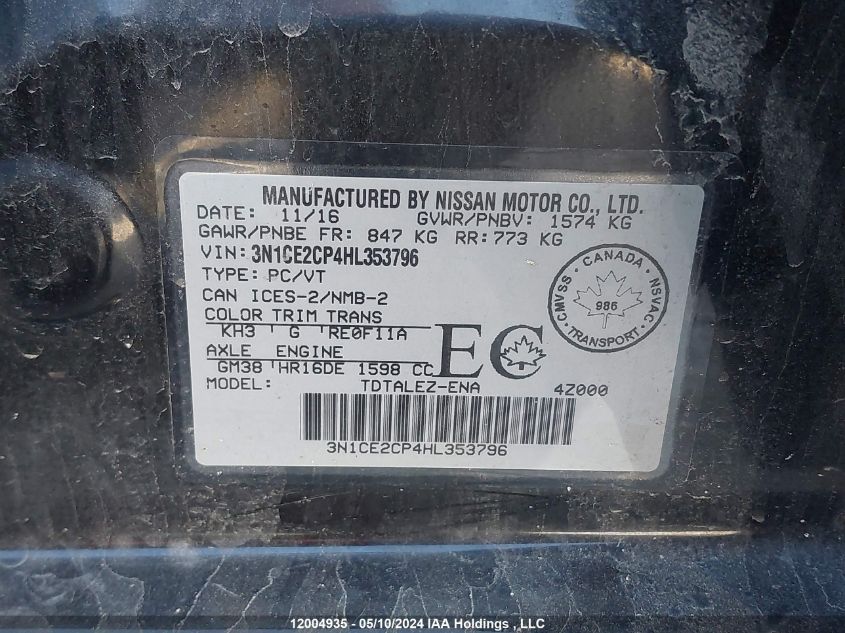 MANUFACTURED BY NISSAN MOTOR CO., LTD.
DATE: 11/16 GVWR/PNBV: 1574 KG
GAWR/PNBE FR: 847 KG RR: 773 KG
VIN: 3N1CE2CP4HL353796
TYPE: PC/VT
CAN ICES-2/NMB-2
COLOR TRIM TRANS
KH3 G RE0F11A
AXLE ENGINE
GM38 HR16DE 1598 CC
MODEL: TDTALEZ-ENA 4Z000
EC
CANADA
CMVSS NSVAC
986
TRANSPORT
3N1CE2CP4HL353796
12004935 - 05/10/2024 IAA Holdings , LLC